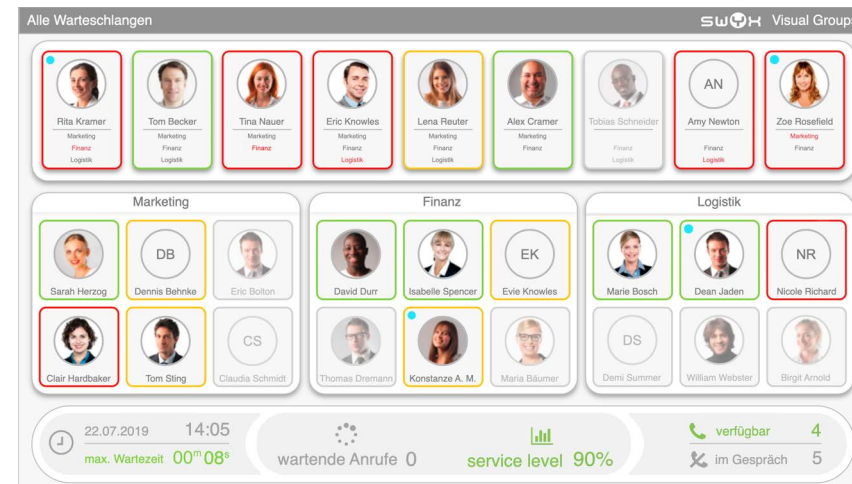 Alle Warteschlangen
swyx Visual Groups
Rita Kramer
Marketing
Finanz
Logistik
Tom Becker
Marketing
Finanz
Logistik
Tina Nauer
Marketing
Finanz
Eric Knowles
Marketing
Finanz
Logistik
Lena Reuter
Marketing
Finanz
Logistik
Alex Cramer
Marketing
Finanz
Tobias Schneider
Finanz
Logistik
AN
Amy Newton
Finanz
Logistik
Zoe Rosefield
Marketing
Finanz
Logistik
Marketing
Sarah Herzog
DB
Dennis Behnke
Eric Bolton
Clair Hardbaker
Tom Sting
CS
Claudia Schmidt
Finanz
David Durr
Isabelle Spencer
EK
Evie Knowles
Thomas Dremann
Konstanze A. M.
Maria Bäumer
Logistik
Marie Bosch
Dean Jaden
NR
Nicole Richard
DS
Demi Summer
William Webster
Birgit Arnold
22.07.2019 14:05
max. Wartezeit 00m 08s
wartende Anrufe 0
service level 90%
verfügbar 4
im Gespräch 5